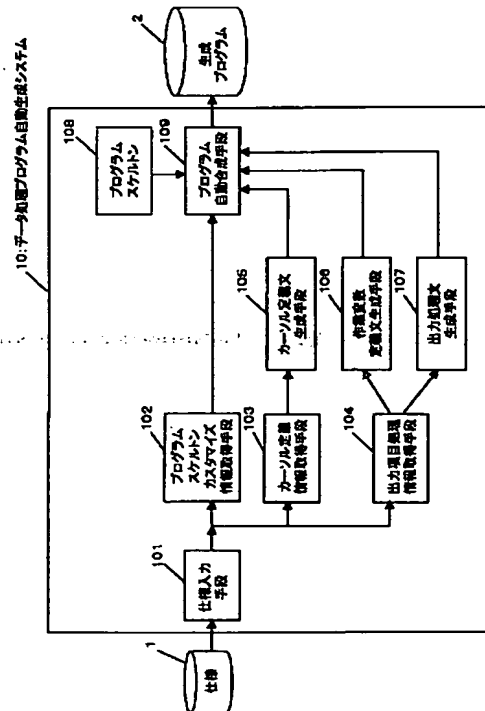 10:データ処理プログラム自動生成システム
1
仕様
101
仕様入力
手段
102
プログラム
スケルトン
カスタマイズ
情報取得手段
103
カーソル定義
情報取得手段
104
出力項目処理
情報取得手段
105
カーソル定義文
生成手段
106
作業変数
定義文生成手段
107
出力処理文
生成手段
108
プログラム
スケルトン
109
プログラム
自動合成手段
2
生成
プログラム